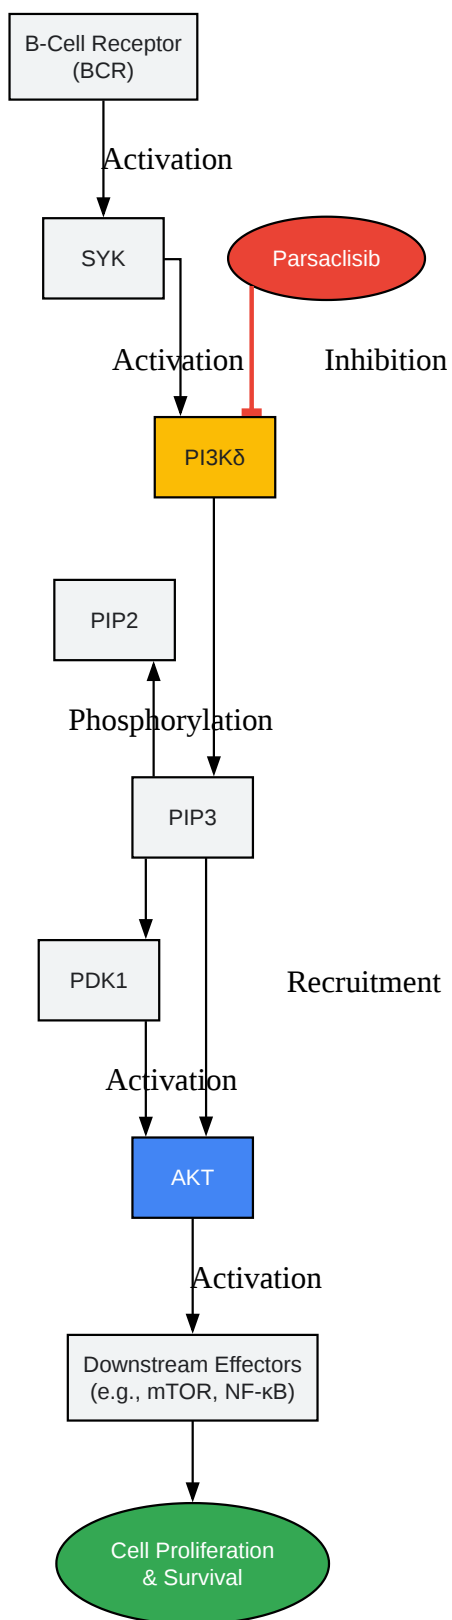 B-Cell Receptor
(BCR)
Activation
SYK
Parsaclisib
Activation
Inhibition
PI3Kδ
PIP2
Phosphorylation
PIP3
PDK1
Recruitment
Activation
AKT
Activation
Downstream Effectors
(e.g., mTOR, NF-κB)
Cell Proliferation
& Survival